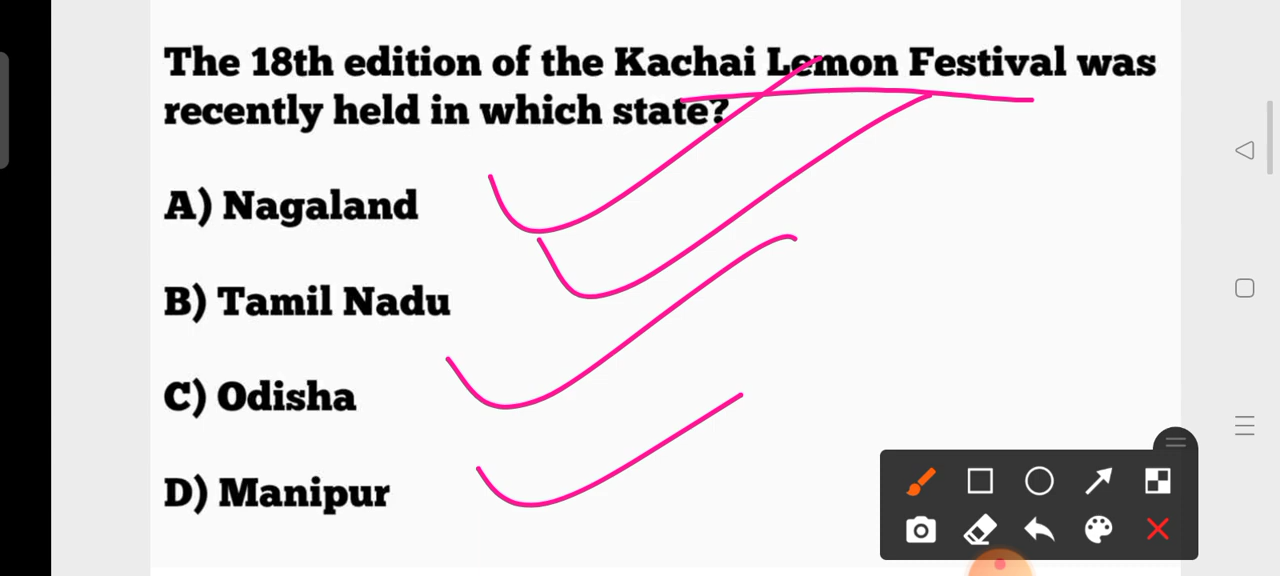 The 18th edition of the Kachai Lemon Festival was
recently held in which state?
A) Nagaland
B) Tamil Nadu
C) Odisha
D) Manipur